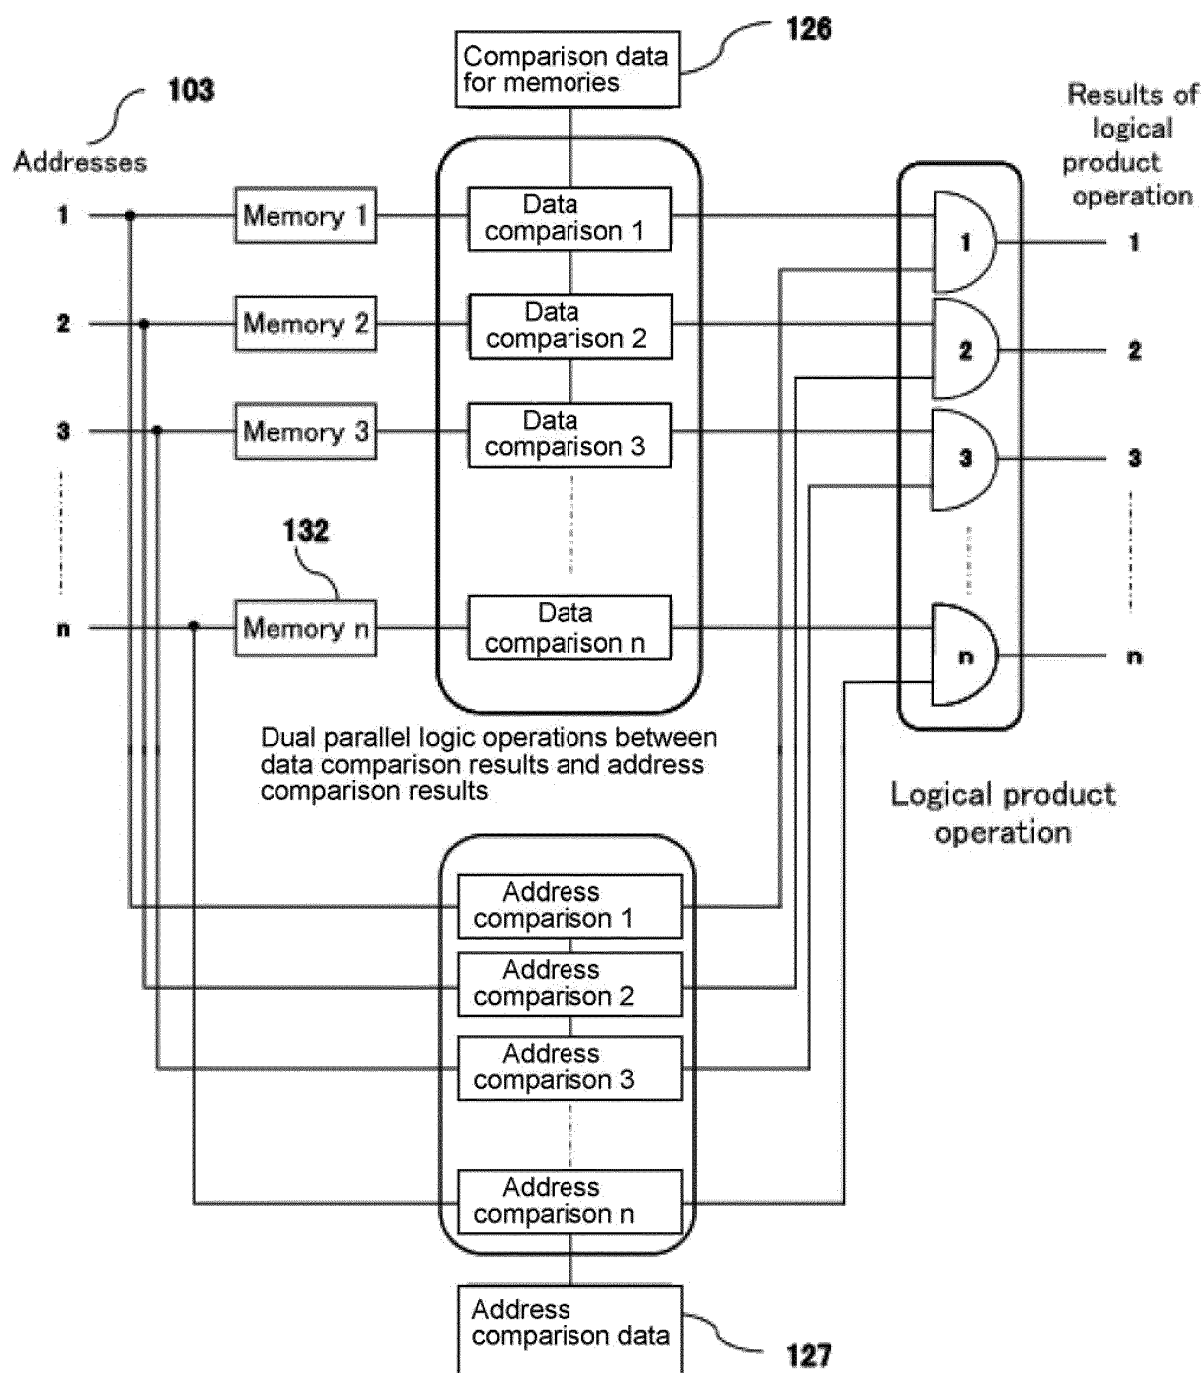 126
Comparison data
for memories
103
Addresses
Results of
logical
product
operation
1
Memory 1
Data
comparison 1
1
1
2
Memory 2
Data
comparison 2
2
2
3
Memory 3
Data
comparison 3
3
3
132
n
Memory n
Data
comparison n
n
n
Dual parallel logic operations between
data comparison results and address
comparison results
Logical product
operation
Address
comparison 1
Address
comparison 2
Address
comparison 3
Address
comparison n
Address
comparison data
127